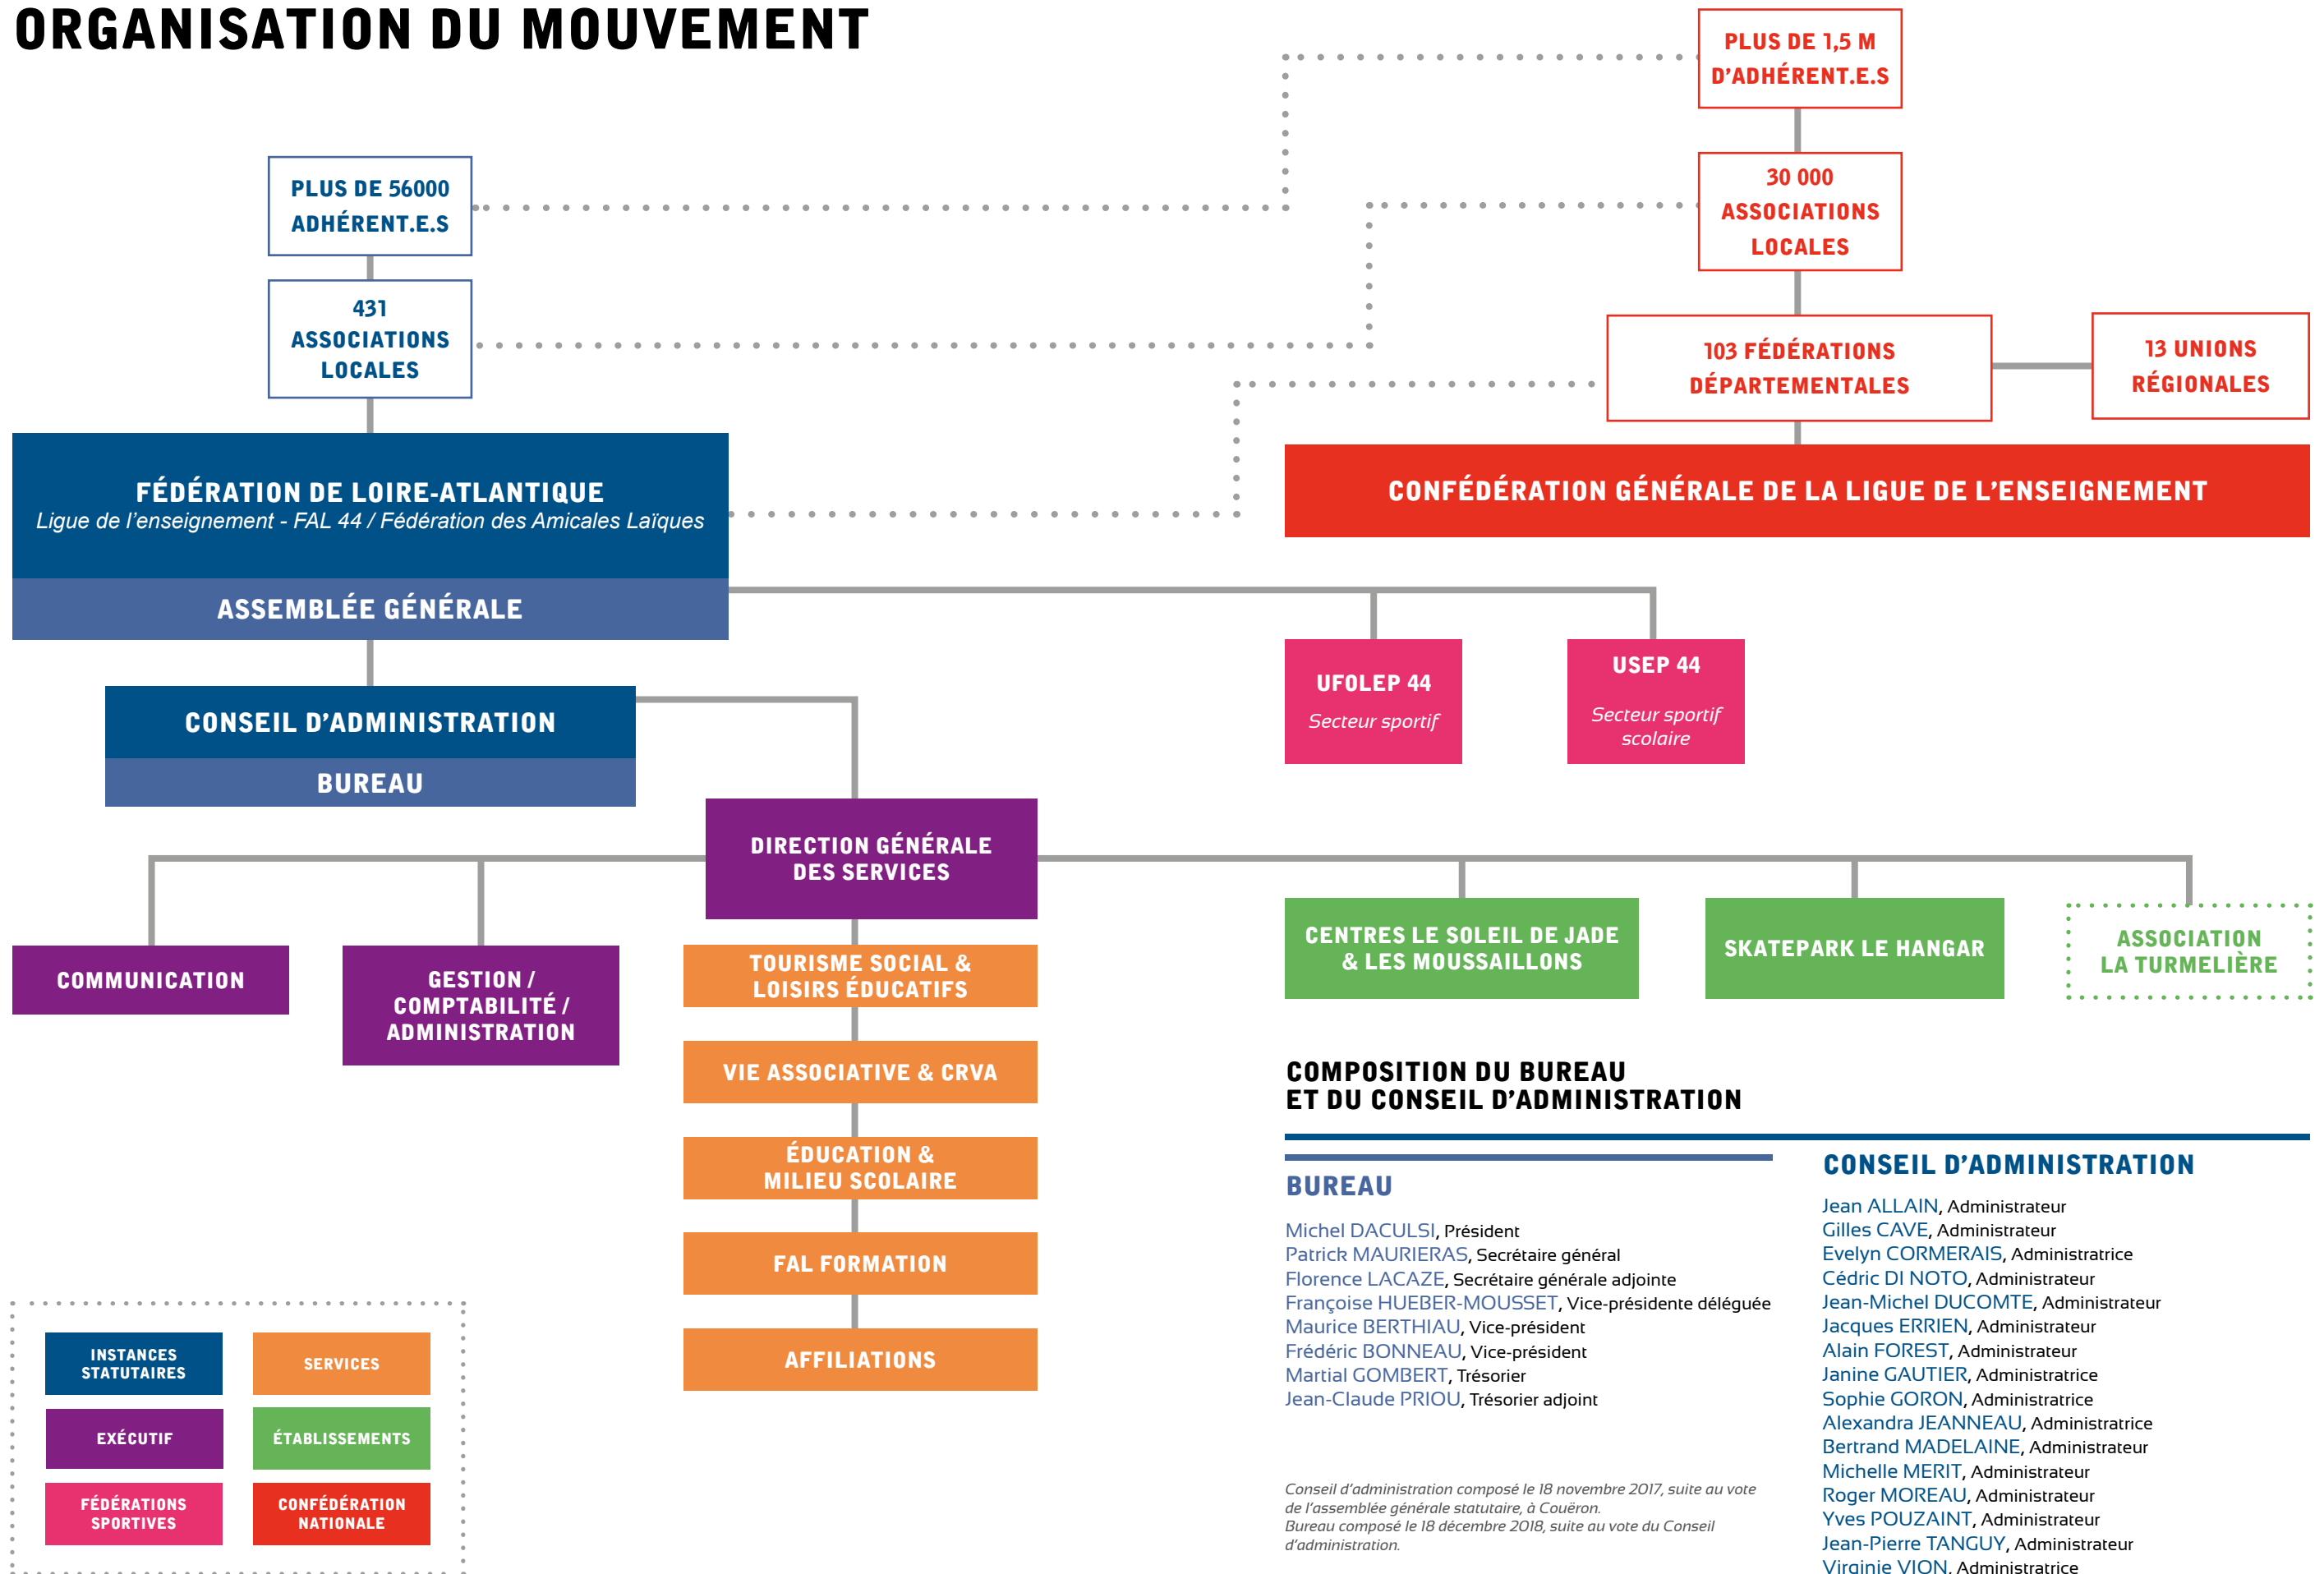 ORGANISATION DU MOUVEMENT
PLUS DE 1,5 M
D'ADHÉRENT.E.S
30 000
ASSOCIATIONS
LOCALES
103 FÉDÉRATIONS
DÉPARTEMENTALES
13 UNIONS
RÉGIONALES
CONFÉDÉRATION GÉNÉRALE DE LA LIGUE DE L'ENSEIGNEMENT
PLUS DE 56000
ADHÉRENT.E.S
431
ASSOCIATIONS
LOCALES
FÉDÉRATION DE LOIRE-ATLANTIQUE
Ligue de l'enseignement - FAL 44 / Fédération des Amicales Laïques
ASSEMBLÉE GÉNÉRALE
UFOLEP 44
Secteur sportif
USEP 44
Secteur sportif
scolaire
CONSEIL D'ADMINISTRATION
BUREAU
DIRECTION GÉNÉRALE
DES SERVICES
COMMUNICATION
GESTION /
COMPTABILITÉ /
ADMINISTRATION
TOURISME SOCIAL &
LOISIRS ÉDUCATIFS
VIE ASSOCIATIVE & CRVA
ÉDUCATION &
MILIEU SCOLAIRE
FAL FORMATION
AFFILIATIONS
CENTRES LE SOLEIL DE JADE
& LES MOUSSAILLONS
SKATEPARK LE HANGAR
ASSOCIATION
LA TURMELIÈRE
INSTANCES
STATUTAIRES
SERVICES
EXÉCUTIF
ÉTABLISSEMENTS
FÉDÉRATIONS
SPORTIVES
CONFÉDÉRATION
NATIONALE
COMPOSITION DU BUREAU
ET DU CONSEIL D'ADMINISTRATION
BUREAU
Michel DACULSI, Président
Patrick MAURIERAS, Secrétaire général
Florence LACAZE, Secrétaire générale adjointe
Françoise HUEBER-MOUSSET, Vice-présidente déléguée
Maurice BERTHIAU, Vice-président
Frédéric BONNEAU, Vice-président
Martial GOMBERT, Trésorier
Jean-Claude PRIOU, Trésorier adjoint
Conseil d'administration composé le 18 novembre 2017, suite au vote
de l'assemblée générale statutaire, à Couëron.
Bureau composé le 18 décembre 2018, suite au vote du Conseil
d'administration.
CONSEIL D'ADMINISTRATION
Jean ALLAIN, Administrateur
Gilles CAVE, Administrateur
Evelyn CORMERAIS, Administratrice
Cédric DI NOTO, Administrateur
Jean-Michel DUCOMTE, Administrateur
Jacques ERRIEN, Administrateur
Alain FOREST, Administrateur
Janine GAUTIER, Administratrice
Sophie GORON, Administratrice
Alexandra JEANNEAU, Administratrice
Bertrand MADELAINE, Administrateur
Michelle MERIT, Administrateur
Roger MOREAU, Administrateur
Yves POUZAINT, Administrateur
Jean-Pierre TANGUY, Administrateur
Virginie VION, Administratrice